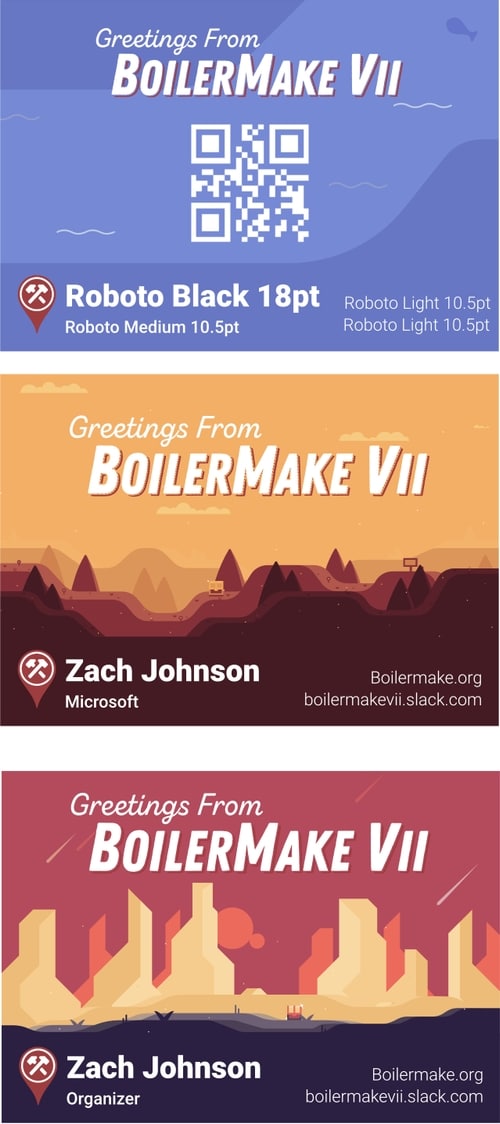 Greetings From
BOILERMAKE VII
Roboto Black 18pt
Roboto Medium 10.5pt
Roboto Light 10.5pt
Roboto Light 10.5pt
Greetings From
BOILERMAKE VII
Zach Johnson
Microsoft
Boilermake.org
boilermakevii.slack.com
Greetings From
BOILERMAKE VII
Zach Johnson
Organizer
Boilermake.org
boilermakevii.slack.com